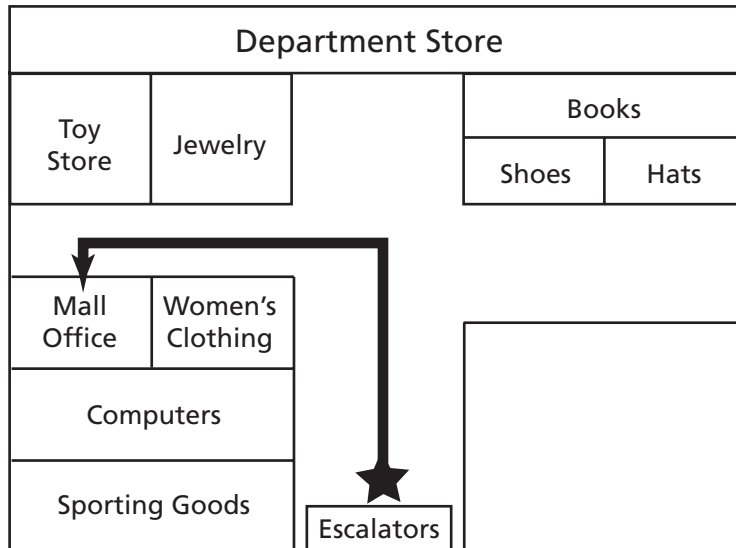 Department Store
Toy
Store
Jewelry
Books
Shoes
Hats
Mall
Office
Women's
Clothing
Computers
Sporting Goods
Escalators